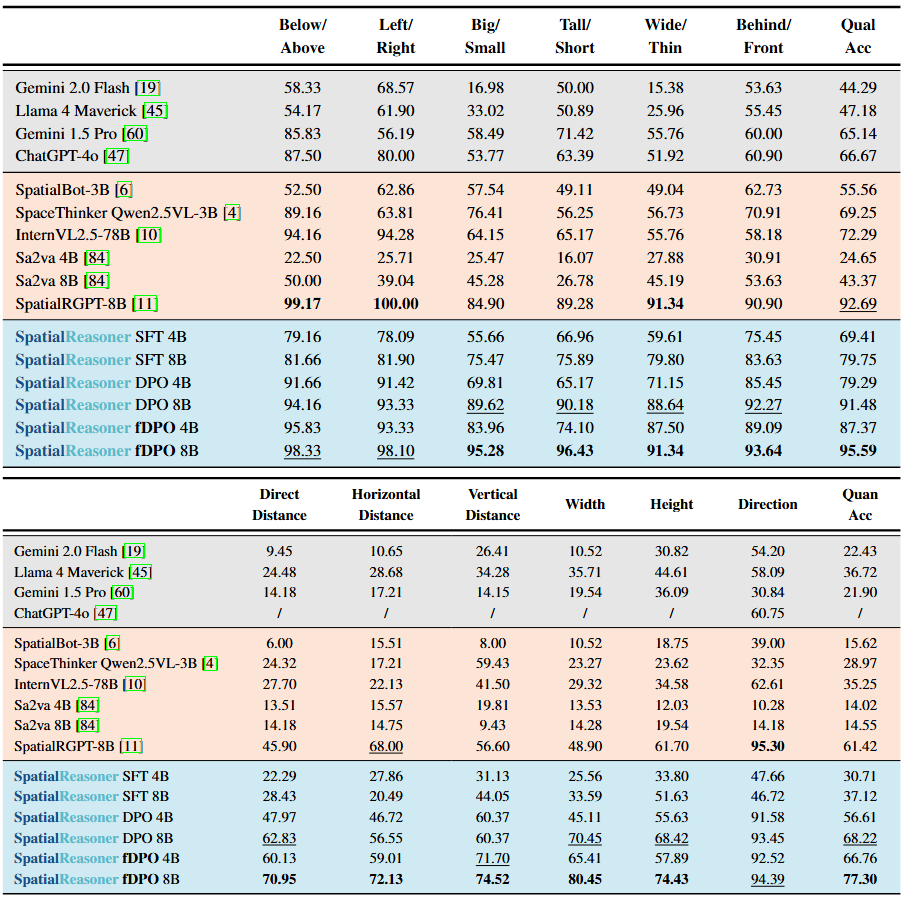 Below/ Left/ Big/ Tall/ Wide/ Behind/ Qual
Above Right Small Short Thin Front Acc
Gemini 2.0 Flash [19] 58.33 68.57 16.98 50.00 15.38 53.63 44.29
Llama 4 Maverick [45] 54.17 61.90 33.02 50.89 25.96 55.45 47.18
Gemini 1.5 Pro [60] 85.83 56.19 58.49 71.42 55.76 60.00 65.14
ChatGPT-4o [47] 87.50 80.00 53.77 63.39 51.92 60.90 66.67
SpatialBot-3B [6] 52.50 62.86 57.54 49.11 49.04 62.73 55.56
SpaceThinker Qwen2.5VL-3B [4] 89.16 63.81 76.41 56.25 56.73 70.91 69.25
InternVL2.5-78B [10] 94.16 94.28 64.15 65.17 55.76 58.18 72.29
Sa2va 4B [84] 22.50 25.71 25.47 16.07 27.88 30.91 24.65
Sa2va 8B [84] 50.00 39.04 45.28 26.78 45.19 53.63 43.37
SpatialRGPT-8B [11] 99.17 100.00 84.90 89.28 91.34 90.90 92.69
SpatialReasoner SFT 4B 79.16 78.09 55.66 66.96 59.61 75.45 69.41
SpatialReasoner SFT 8B 81.66 81.90 75.47 75.89 79.80 83.63 79.75
SpatialReasoner DPO 4B 91.66 91.42 69.81 65.17 71.15 85.45 79.29
SpatialReasoner DPO 8B 94.16 93.33 89.62 90.18 88.64 92.27 91.48
SpatialReasoner fDPO 4B 95.83 93.33 83.96 74.10 87.50 89.09 87.37
SpatialReasoner fDPO 8B 98.33 98.10 95.28 96.43 91.34 93.64 95.59
Direct Horizontal Vertical Width Height Direction Quan
Distance Distance Distance Acc
Gemini 2.0 Flash [19] 9.45 10.65 26.41 10.52 30.82 54.20 22.43
Llama 4 Maverick [45] 24.48 28.68 34.28 35.71 44.61 58.09 36.72
Gemini 1.5 Pro [60] 14.18 17.21 14.15 19.54 36.09 30.84 21.90
ChatGPT-4o [47] / / / / / 60.75 /
SpatialBot-3B [6] 6.00 15.51 8.00 10.52 18.75 39.00 15.62
SpaceThinker Qwen2.5VL-3B [4] 24.32 17.21 59.43 23.27 23.62 32.35 28.97
InternVL2.5-78B [10] 27.70 22.13 41.50 29.32 34.58 62.61 35.25
Sa2va 4B [84] 13.51 15.57 19.81 13.53 12.03 10.28 14.02
Sa2va 8B [84] 14.18 14.75 9.43 14.28 19.54 14.18 14.55
SpatialRGPT-8B [11] 45.90 68.00 56.60 48.90 61.70 95.30 61.42
SpatialReasoner SFT 4B 22.29 27.86 31.13 25.56 33.80 47.66 30.71
SpatialReasoner SFT 8B 28.43 20.49 44.05 33.59 51.63 46.72 37.12
SpatialReasoner DPO 4B 47.97 46.72 60.37 45.11 55.63 91.58 56.61
SpatialReasoner DPO 8B 62.83 56.55 60.37 70.45 68.42 93.45 68.22
SpatialReasoner fDPO 4B 60.13 59.01 71.70 65.41 57.89 92.52 66.76
SpatialReasoner fDPO 8B 70.95 72.13 74.52 80.45 74.43 94.39 77.30